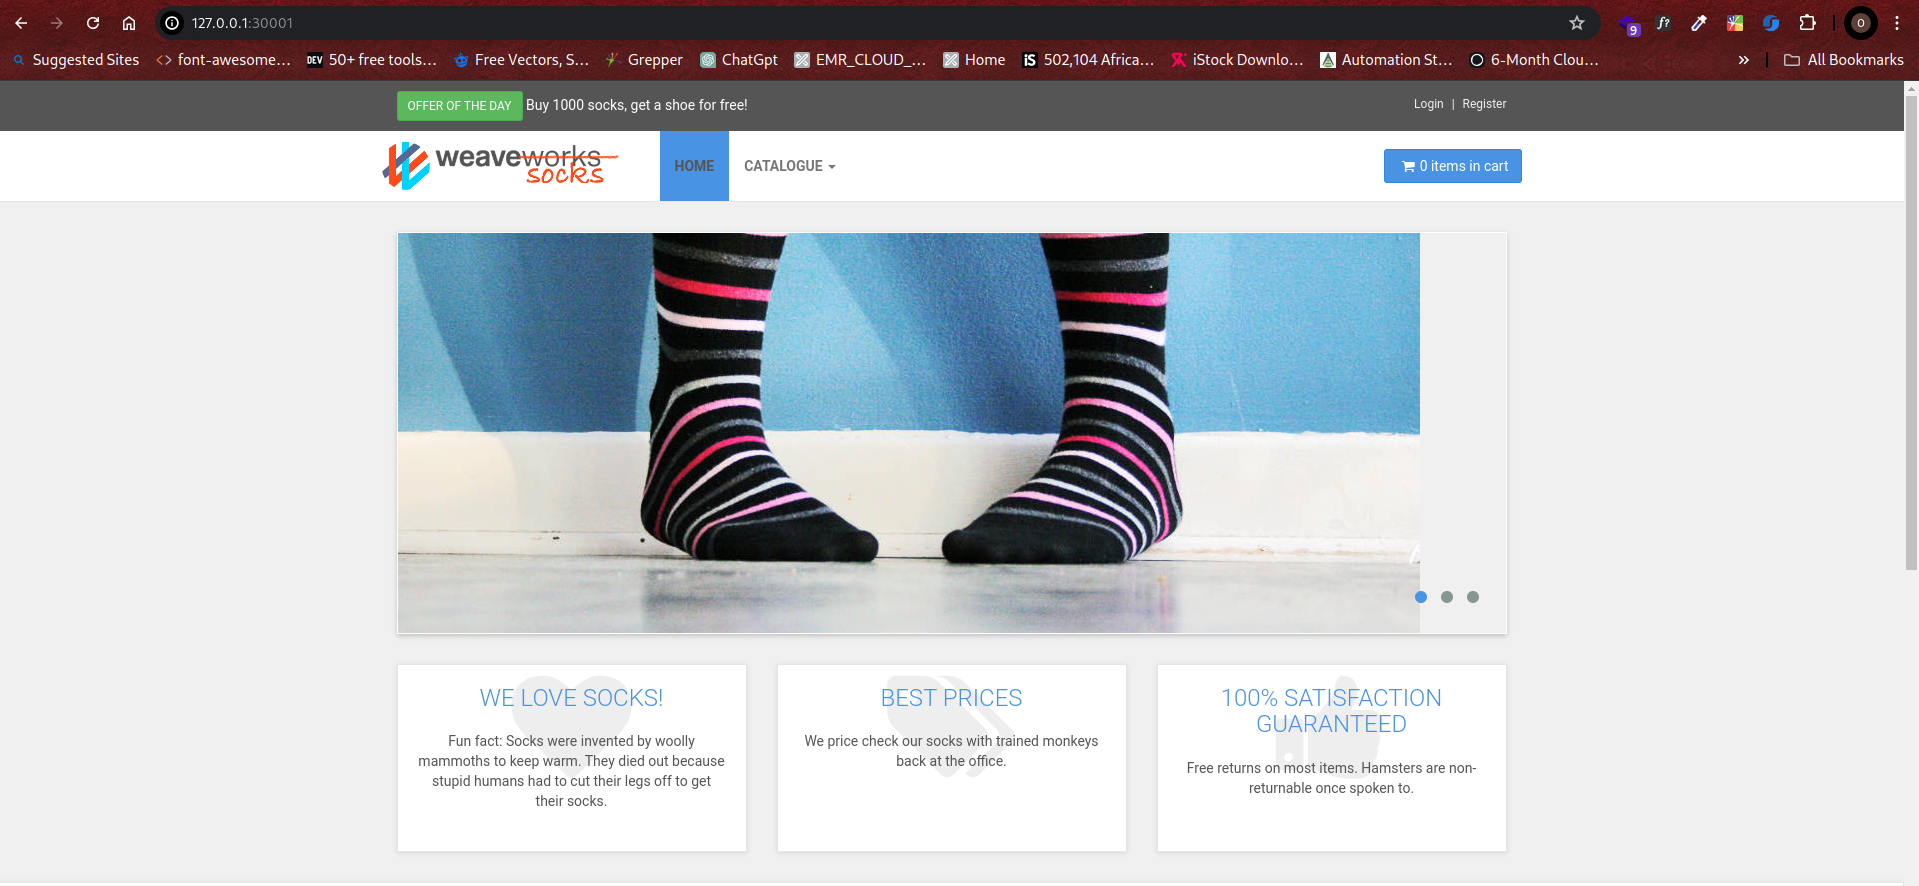 127.0.0.1:30001
9
f?
O
Suggested Sites
<> font-awesome...
DEV 50+ free tools...
Free Vectors, S...
Grepper
ChatGpt
EMR_CLOUD_...
Home
iS 502,104 Africa...
iStock Downlo...
Automation St...
6-Month Clou...
»
All Bookmarks
OFFER OF THE DAY Buy 1000 socks, get a shoe for free!
Login | Register
weaveworks
socks
HOME
CATALOGUE
0 items in cart
WE LOVE SOCKS!
Fun fact: Socks were invented by woolly
mammoths to keep warm. They died out because
stupid humans had to cut their legs off to get
their socks.
BEST PRICES
We price check our socks with trained monkeys
back at the office.
100% SATISFACTION
GUARANTEED
Free returns on most items. Hamsters are non-
returnable once spoken to.